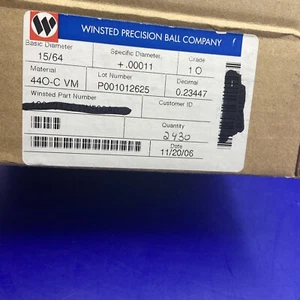 WINSTED PRECISION BALL COMPANY
Basic Diameter Specific Diameter Grade
15/64 +.00011 10
Material Lot Number Decimal
440-C VM P001012625 0.23447
Winsted Part Number Customer ID
Quantity
2430
Date
11/20/06